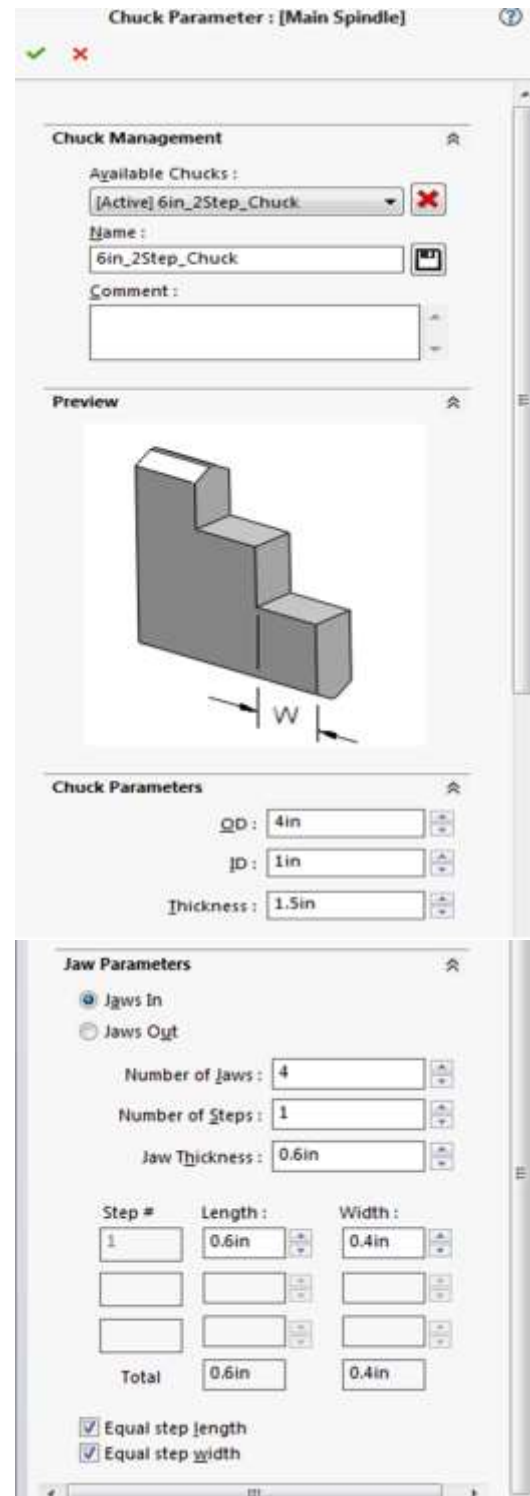 Chuck Parameter : [Main Spindle]
Chuck Management
Available Chucks :
[Active] 6in_2Step_Chuck
Name :
6in_2Step_Chuck
Comment :
Preview
W
Chuck Parameters
OD : 4in
ID : 1in
Thickness : 1.5in
Jaw Parameters
Jaws In
Jaws Out
Number of Jaws : 4
Number of Steps : 1
Jaw Thickness : 0.6in
Step # Length : Width :
1 0.6in 0.4in
Total 0.6in 0.4in
Equal step length
Equal step width